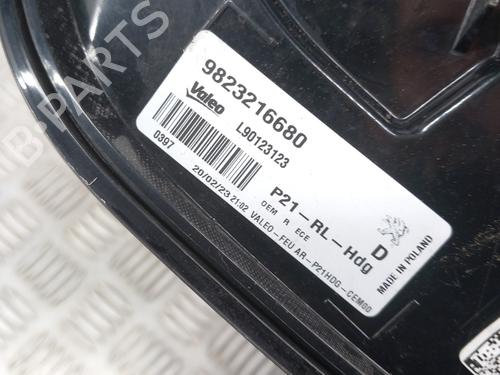 B-PARTS
9823216680
Valeo
L90123123
0397
P21-RL-Hdg
OEM R ECE
D
20/02/23 21:02 VALEO-FEU AR-P21HDG-CEM00
MADE IN POLAND